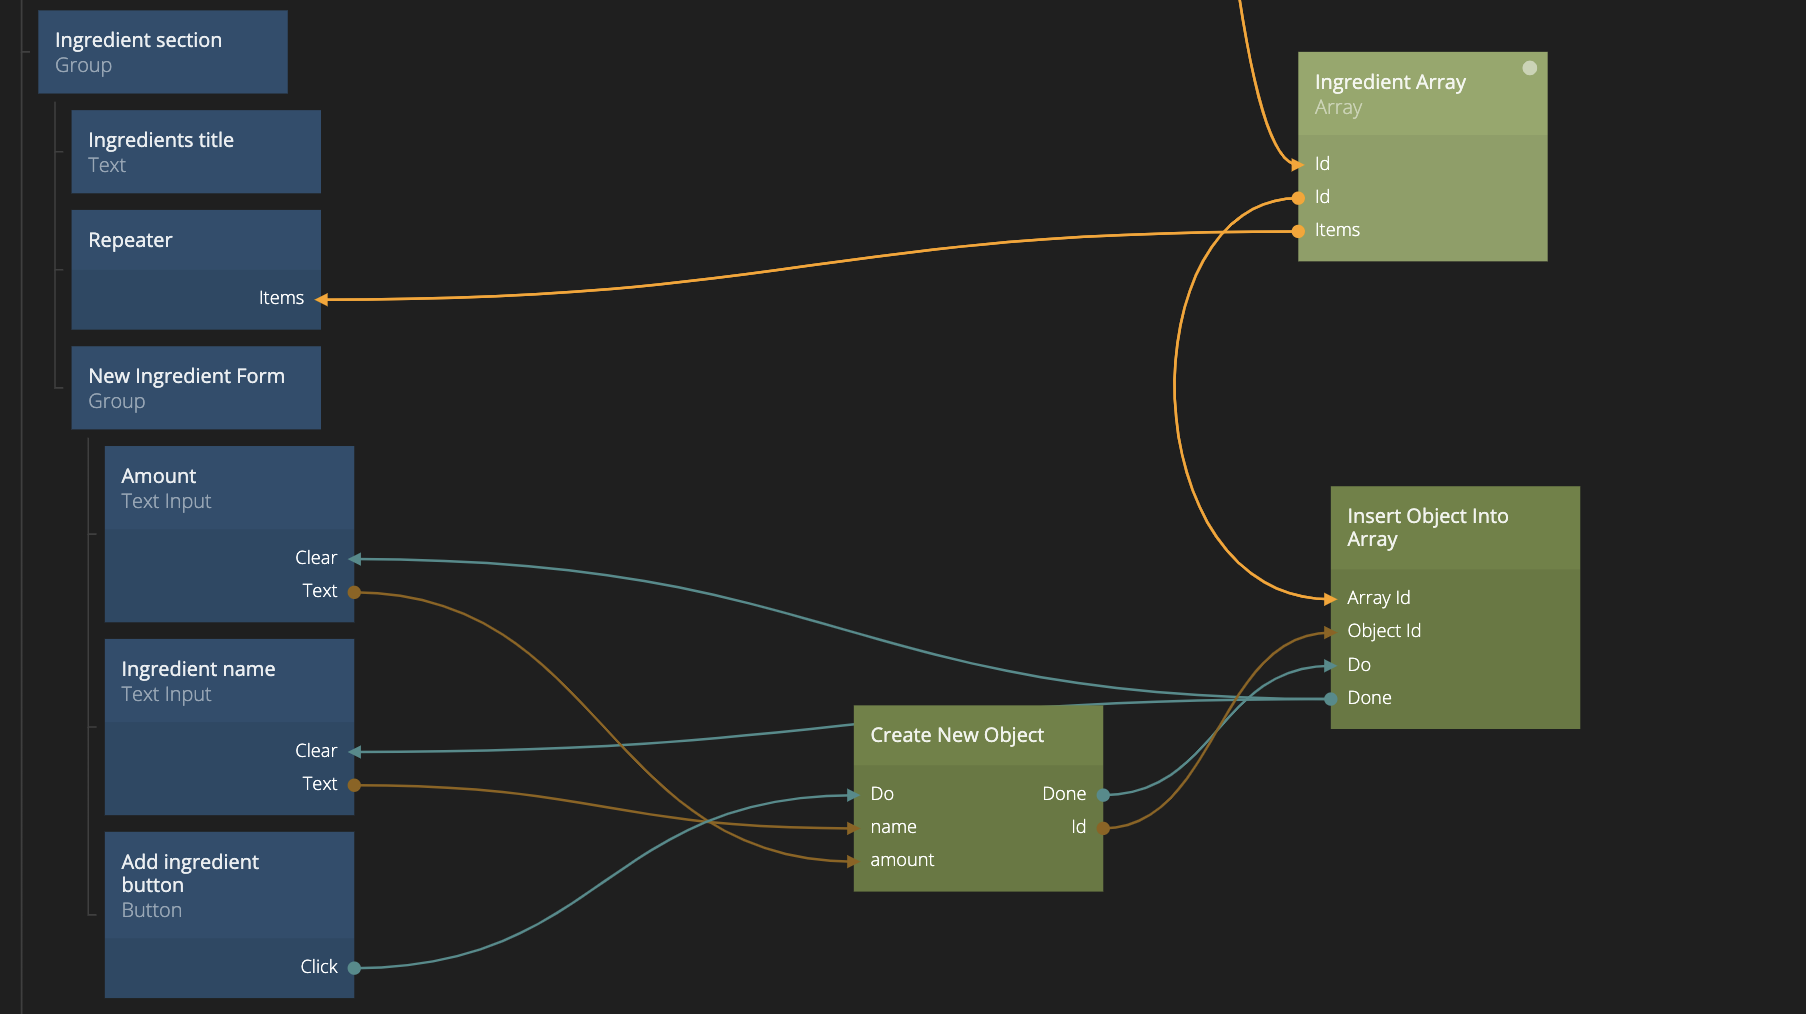 Ingredient section
Group
Ingredients title
Text
Repeater
Items
New Ingredient Form
Group
Amount
Text Input
Clear
Text
Ingredient name
Text Input
Clear
Text
Add ingredient
button
Button
Click
Create New Object
Do
Done
name
Id
amount
Ingredient Array
Array
Id
Id
Items
Insert Object Into
Array
Array Id
Object Id
Do
Done